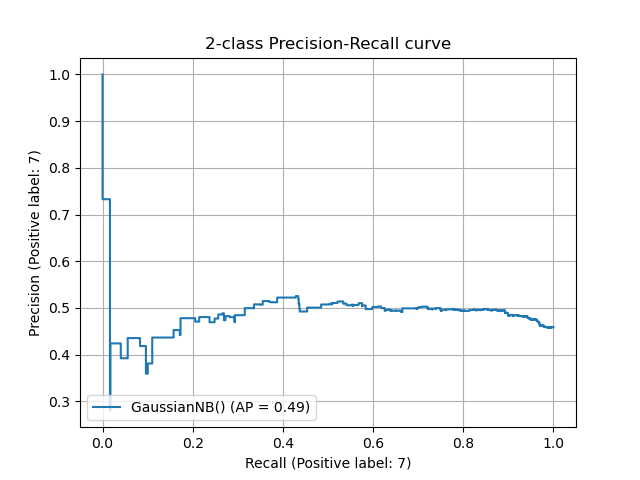 2-class Precision-Recall curve
Precision (Positive label: 7)
1.0
0.9
0.8
0.7
0.6
0.5
0.4
0.3
GaussianNB() (AP = 0.49)
0.0 0.2 0.4 0.6 0.8 1.0
Recall (Positive label: 7)